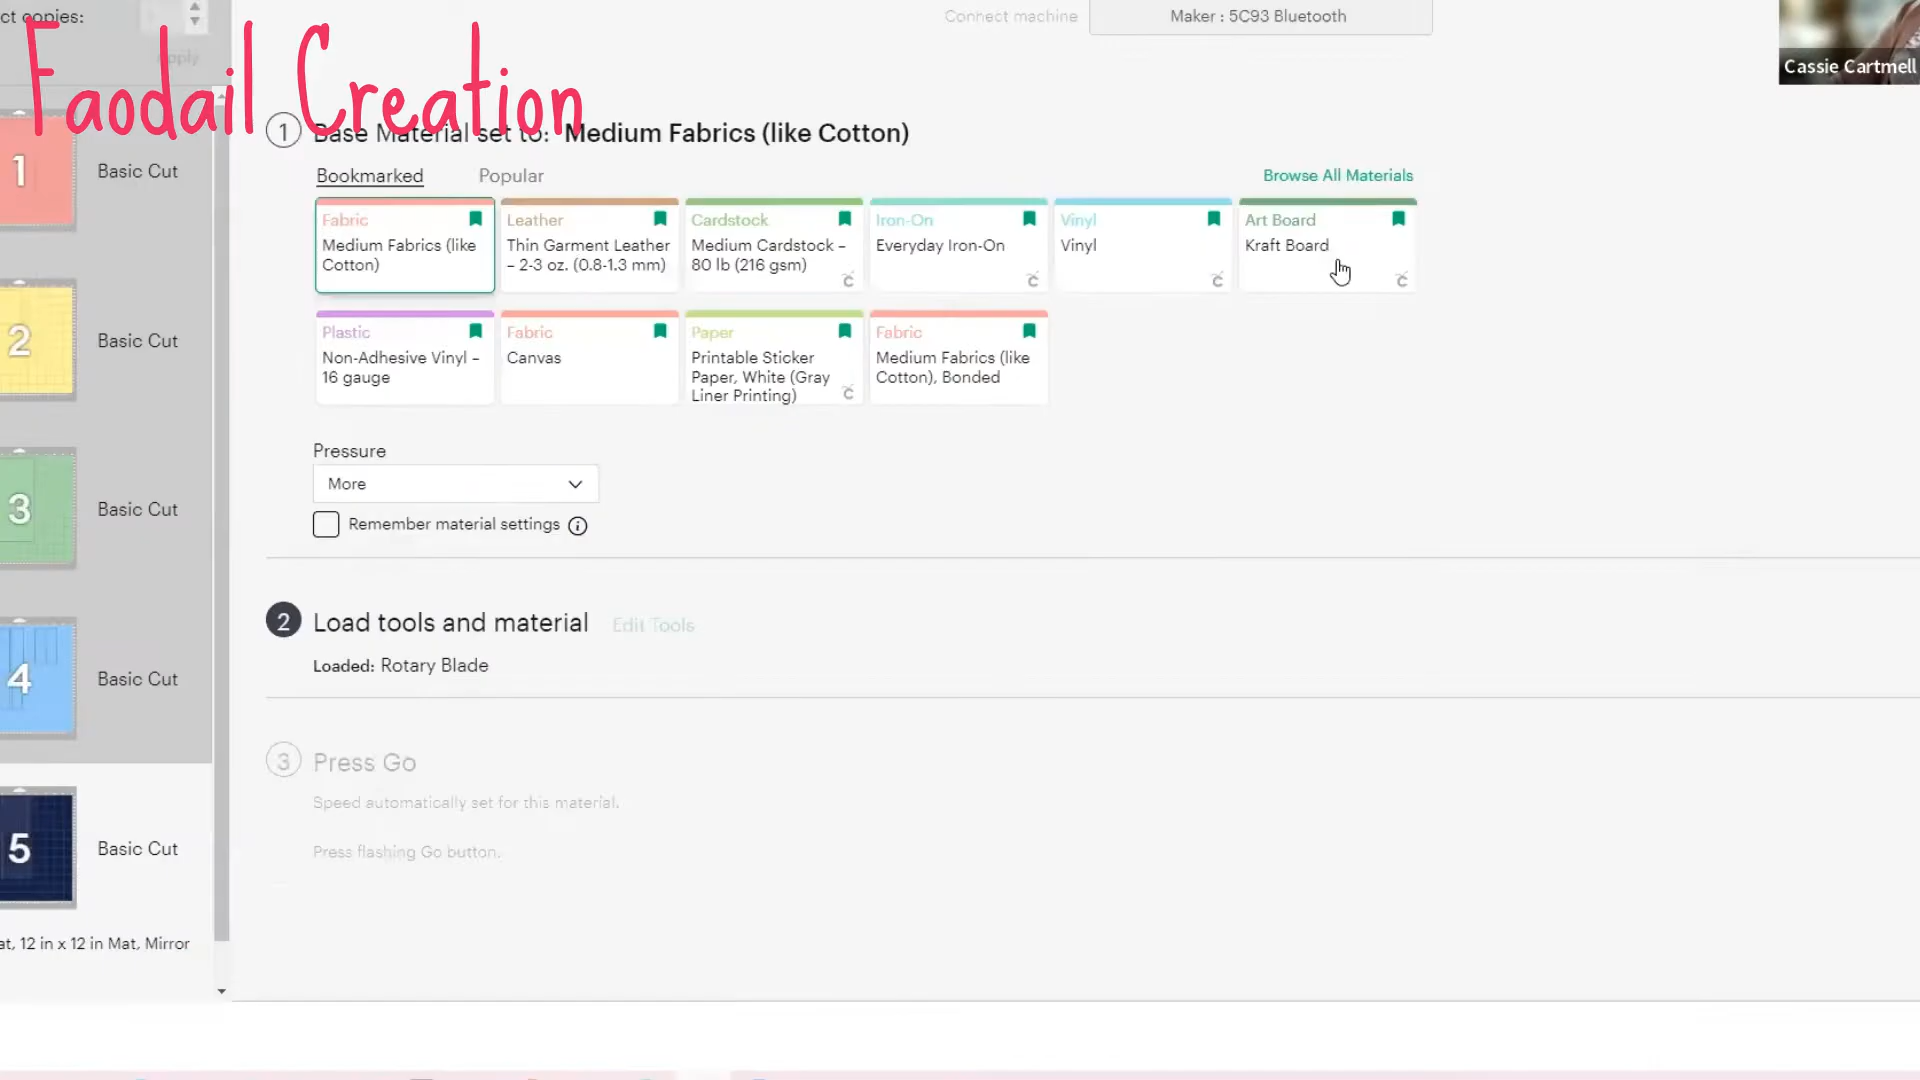 ct copies:
Apply
Connect machine
Maker : 5C93 Bluetooth
Cassie Cartmell
Faodail Creation
1 Base Material set to: Medium Fabrics (like Cotton)
Bookmarked
Popular
Browse All Materials
Fabric
Medium Fabrics (like
Cotton)
Leather
Thin Garment Leather
– 2-3 oz. (0.8-1.3 mm)
Cardstock
Medium Cardstock –
80 lb (216 gsm)
Iron-On
Everyday Iron-On
Vinyl
Vinyl
Art Board
Kraft Board
Plastic
Non-Adhesive Vinyl –
16 gauge
Fabric
Canvas
Paper
Printable Sticker
Paper, White (Gray
Liner Printing)
Fabric
Medium Fabrics (like
Cotton), Bonded
Pressure
More
Remember material settings
2 Load tools and material Edit Tools
Loaded: Rotary Blade
3 Press Go
Speed automatically set for this material.
Press flashing Go button.
1 Basic Cut
2 Basic Cut
3 Basic Cut
4 Basic Cut
5 Basic Cut
at, 12 in x 12 in Mat, Mirror